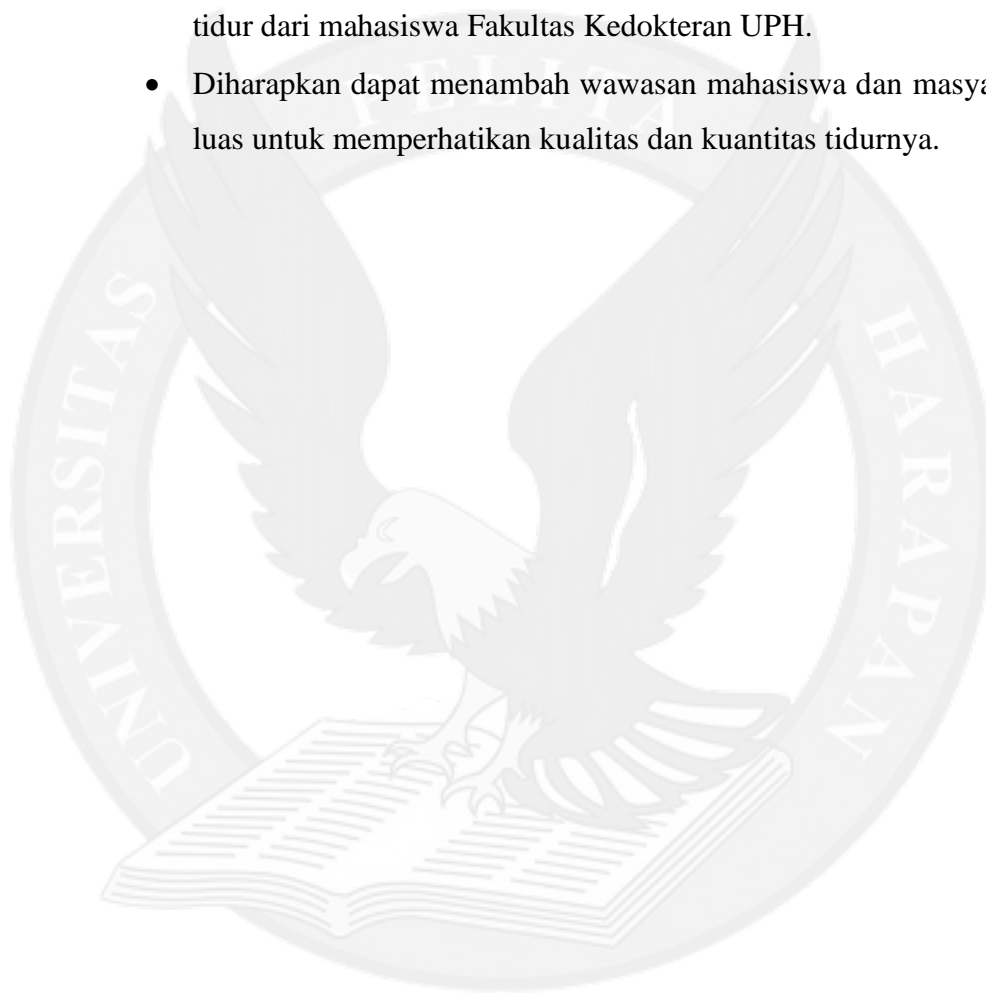 tidur dari mahasiswa Fakultas Kedokteran UPH.
• Diharapkan dapat menambah wawasan mahasiswa dan masya
luas untuk memperhatikan kualitas dan kuantitas tidurnya.
PELITA
UNIVERSITAS
HARAPAN